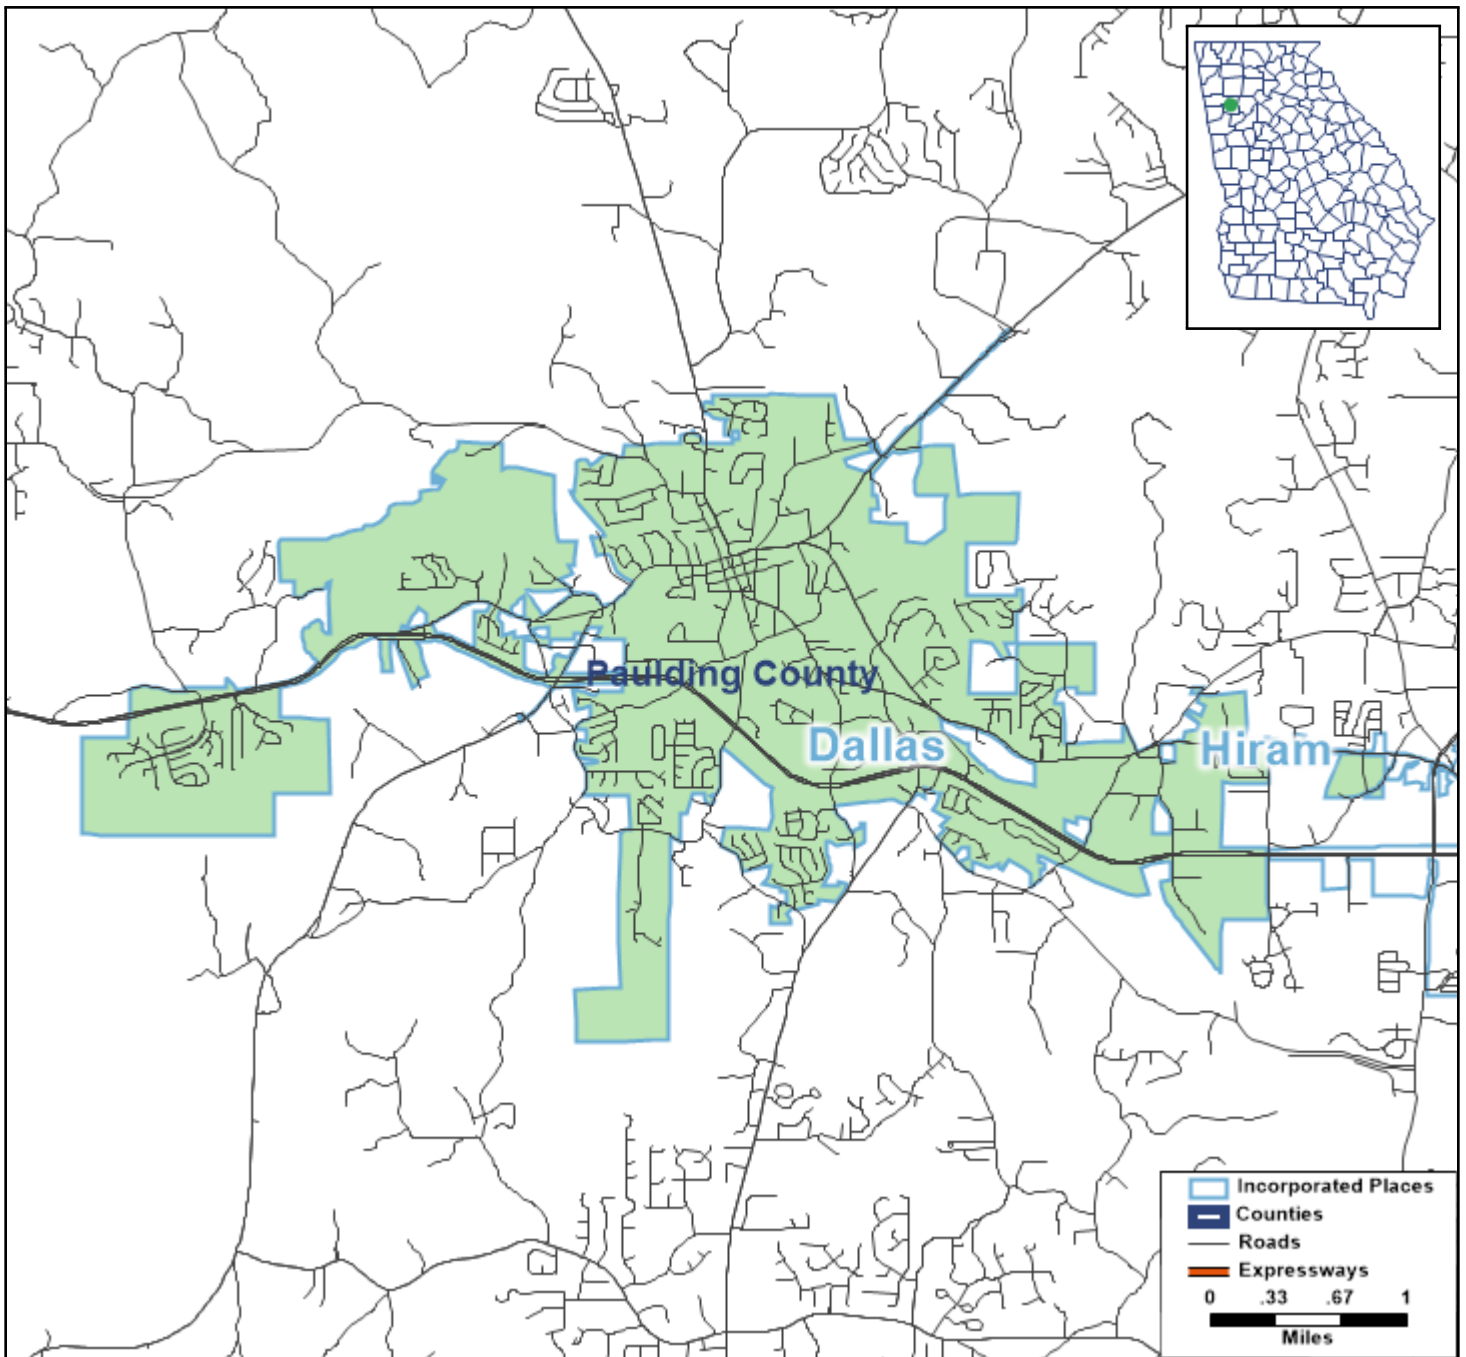 Paulding County
Dallas
Hiram
Incorporated Places
Counties
Roads
Expressways
0 .33 .67 1
Miles